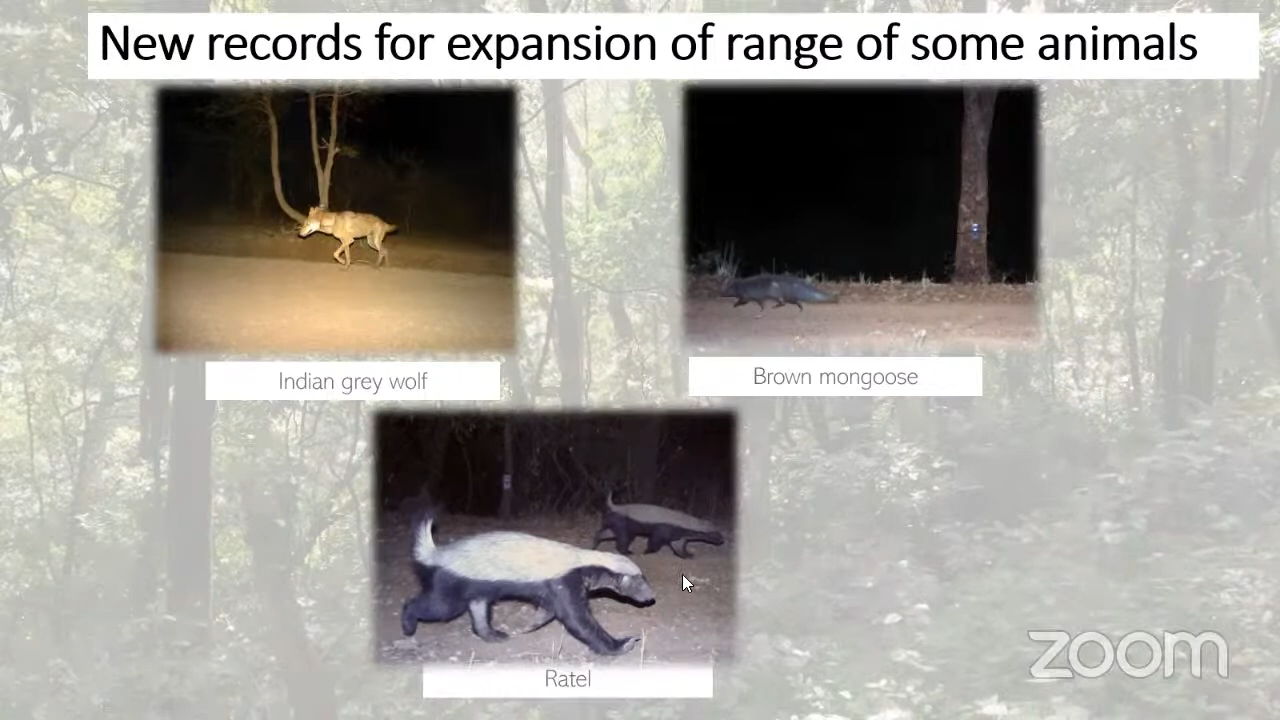 New records for expansion of range of some animals
Indian grey wolf
Brown mongoose
Ratel
zoom